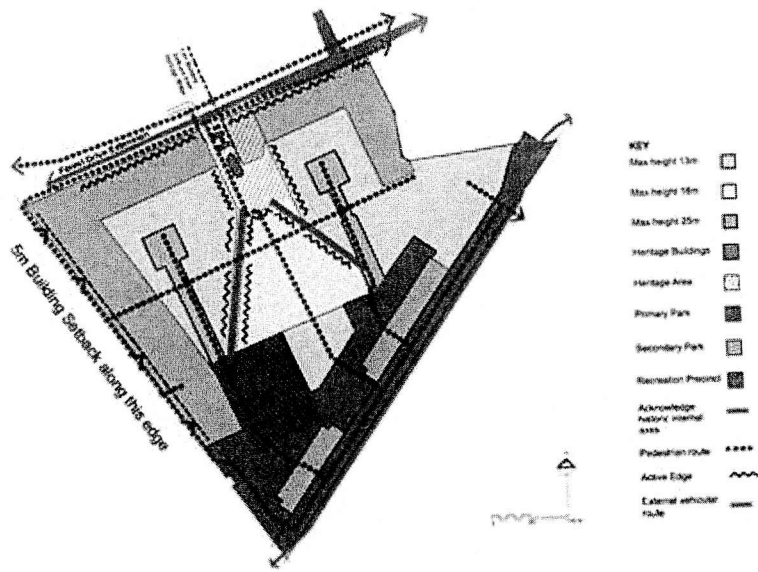 5m Building Setback along this edge
KEY
Max height 13m
Max height 18m
Max height 25m
Heritage Buildings
Heritage Area
Primary Park
Secondary Park
Recreation Precinct
Acknowledge
historic internal
axes
Pedestrian route
Active Edge
External vehicular
route